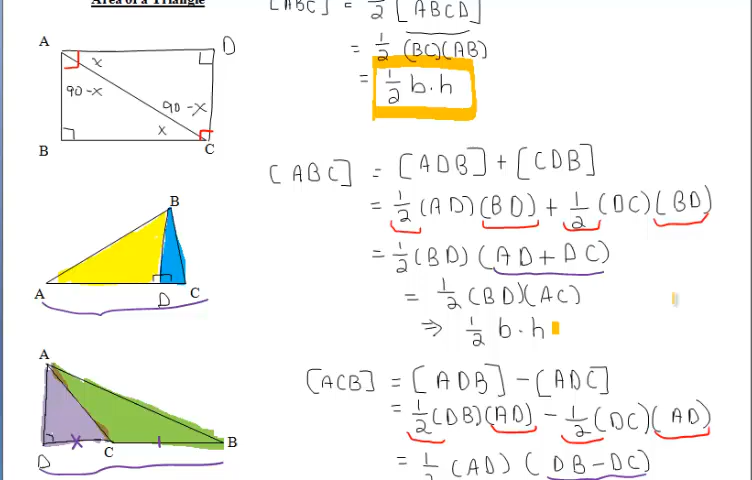 Area of a Triangle
[ABC] = 1/2 [ABCD]
= 1/2 (BC)(AB)
= 1/2 b·h
A
D
x
90-x
90-x
x
B
C
[ABC] = [ADB] + [CDB]
= 1/2 (AD)(BD) + 1/2 (DC)(BD)
= 1/2 (BD)(AD + DC)
= 1/2 (BD)(AC)
⇒ 1/2 b·h
B
A
D
C
[ACB] = [ADB] - [ADC]
= 1/2 (DB)(AD) - 1/2 (DC)(AD)
= 1/2 (AD) (DB-DC)
A
D
C
B